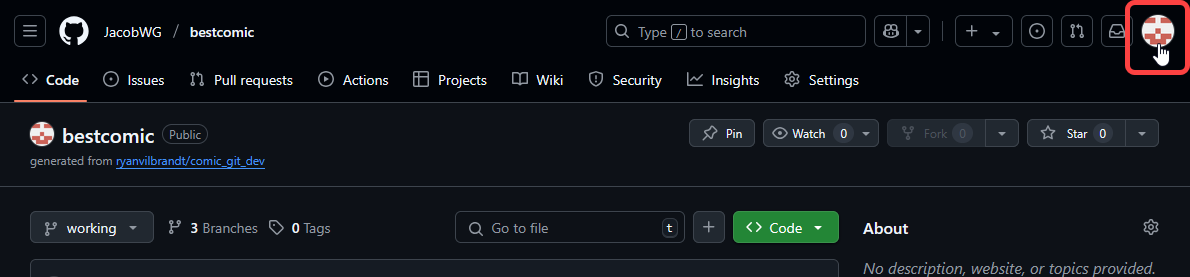 JacobWG / bestcomic
Type / to search
Code Issues Pull requests Actions Projects Wiki Security Insights Settings
bestcomic Public
Pin Watch 0 Fork 0 Star 0
generated from ryanvilbrandt/comic_git_dev
working 3 Branches 0 Tags Go to file t + Code
About
No description, website, or topics provided.